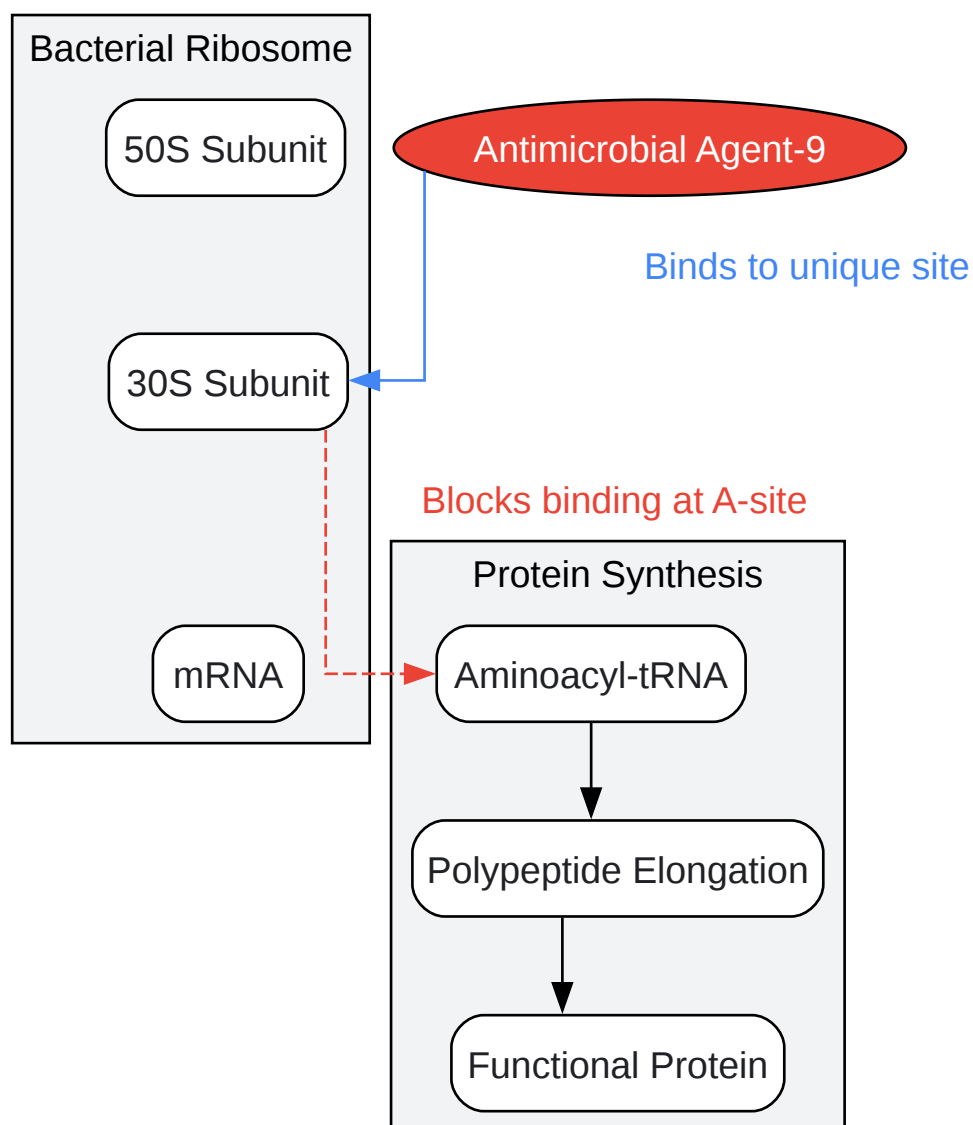 Bacterial Ribosome
50S Subunit
Antimicrobial Agent-9
Binds to unique site
30S Subunit
Blocks binding at A-site
Protein Synthesis
mRNA
Aminoacyl-tRNA
Polypeptide Elongation
Functional Protein